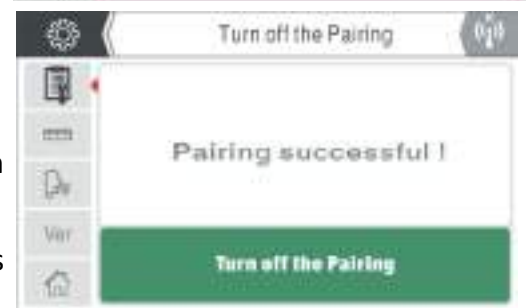 Turn off the Pairing
Pairing successful !
Ver
Turn off the Pairing
s